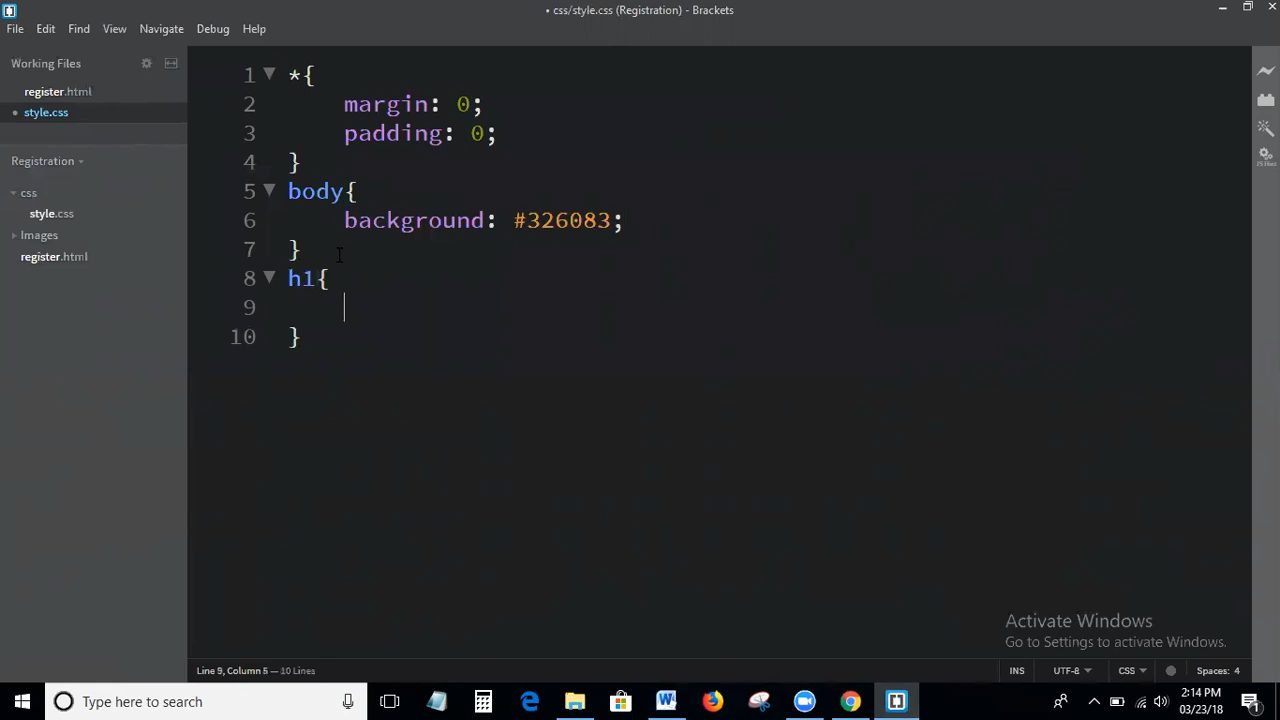 css/style.css (Registration) - Brackets
File Edit Find View Navigate Debug Help
Working Files
register.html
style.css
Registration
css
style.css
Images
register.html
1 *{
2 margin: 0;
3 padding: 0;
4 }
5 body{
6 background: #326083;
7 }
8 h1{
9
10 }
Activate Windows
Go to Settings to activate Windows.
Line 9, Column 5 — 10 Lines
INS UTF-8 CSS Spaces: 4
Type here to search
2:14 PM
03/23/18